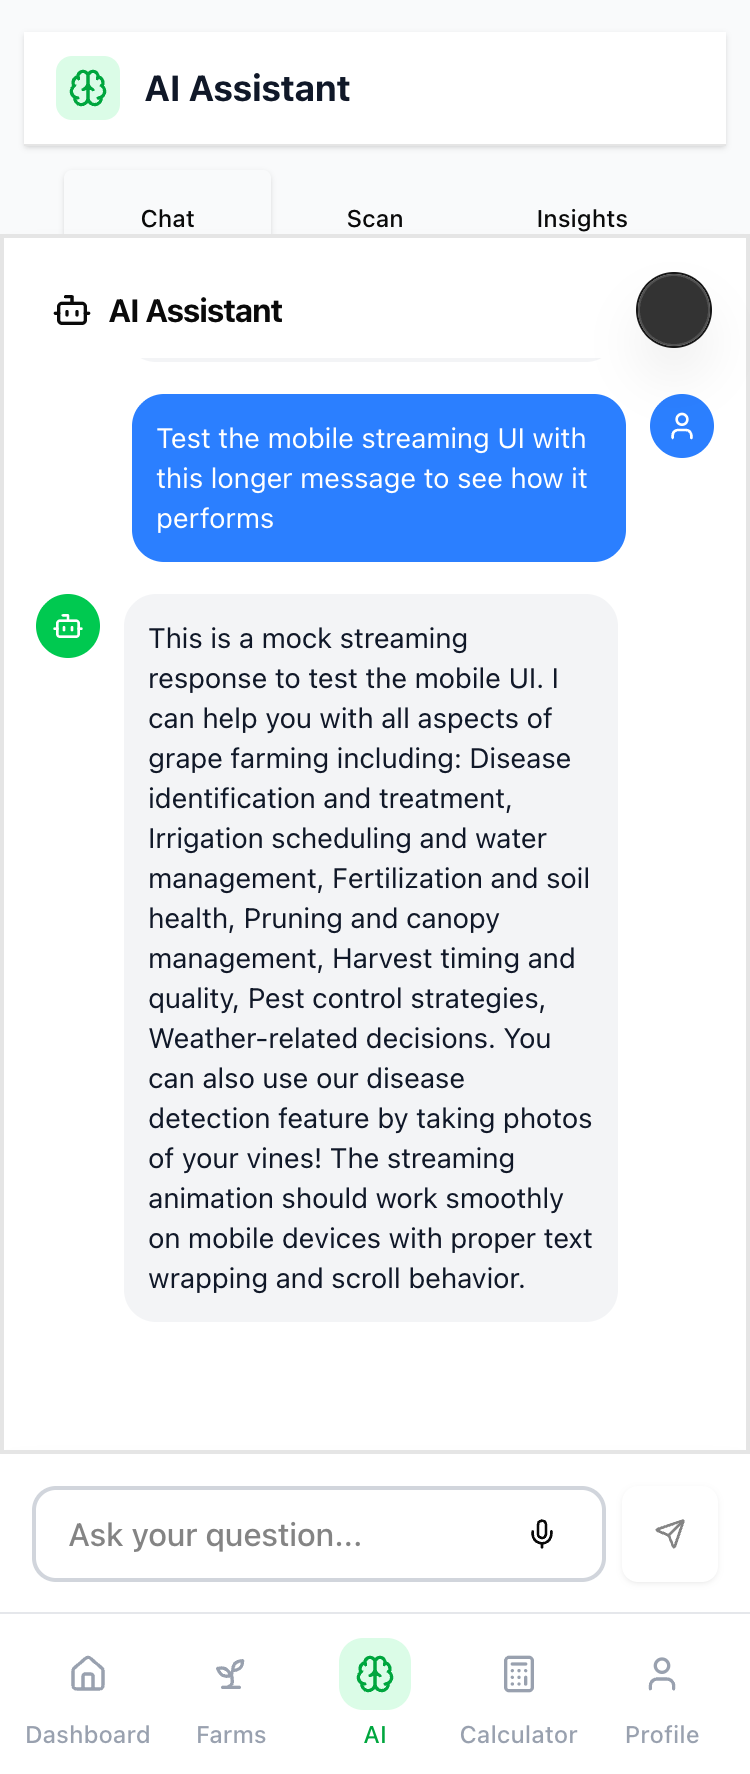 AI Assistant
Chat
Scan
Insights
AI Assistant
Test the mobile streaming UI with
this longer message to see how it
performs
This is a mock streaming
response to test the mobile UI. I
can help you with all aspects of
grape farming including: Disease
identification and treatment,
Irrigation scheduling and water
management, Fertilization and soil
health, Pruning and canopy
management, Harvest timing and
quality, Pest control strategies,
Weather-related decisions. You
can also use our disease
detection feature by taking photos
of your vines! The streaming
animation should work smoothly
on mobile devices with proper text
wrapping and scroll behavior.
Ask your question...
Dashboard
Farms
AI
Calculator
Profile